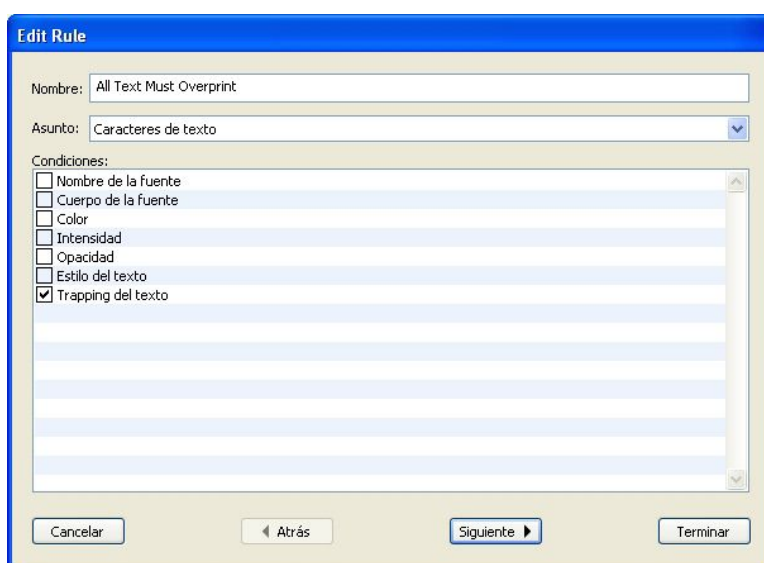 Edit Rule
Nombre: All Text Must Overprint
Asunto: Caracteres de texto
Condiciones:
Nombre de la fuente
Cuerpo de la fuente
Color
Intensidad
Opacidad
Estilo del texto
Trapping del texto
Cancelar Atrás Siguiente Terminar